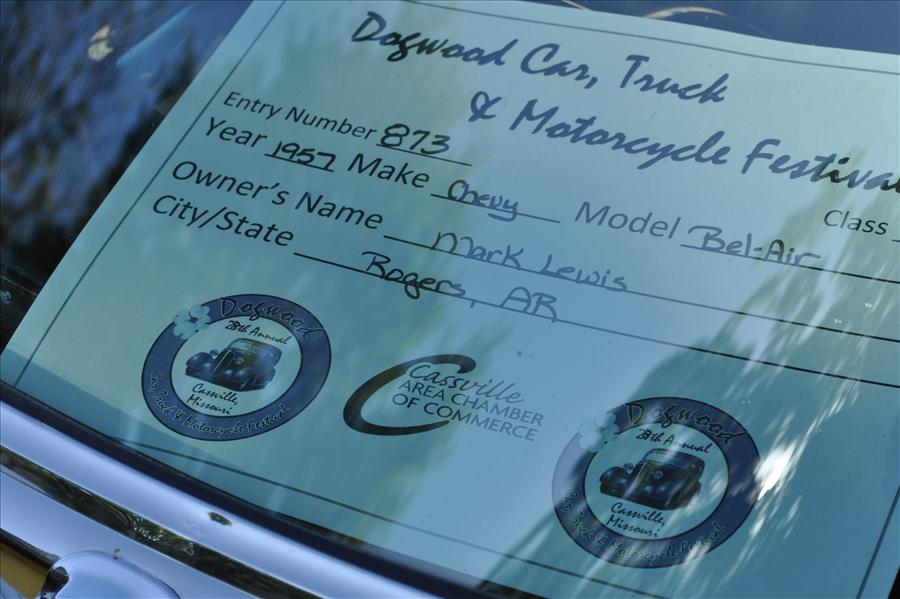 Dogwood Car, Truck
& Motorcycle Festival
Entry Number 873
Class
Year 1957 Make Chevy Model Bel-Air
Owner's Name Mark Lewis
City/State Rogers, AR
Dogwood
28th Annual
Cassville,
Missouri
Car, Truck & Motorcycle Festival
Cassville
AREA CHAMBER
OF COMMERCE
Dogwood
28th Annual
Cassville,
Missouri
Car, Truck & Motorcycle Festival